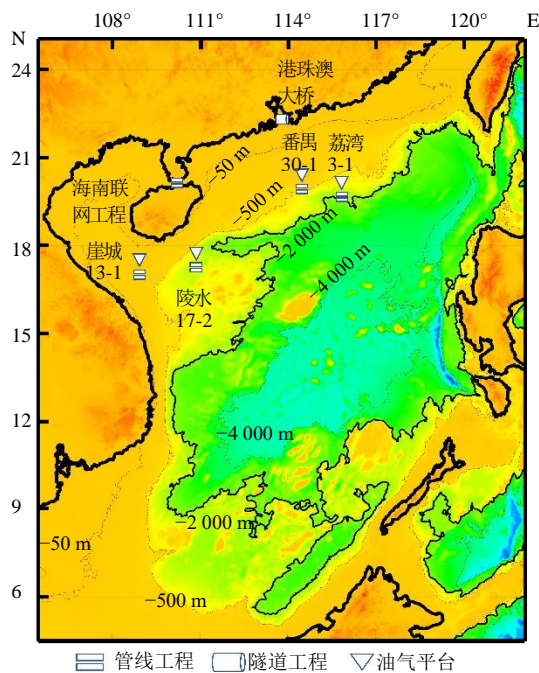 108° 111° 114° 117° 120° E
N
24
港珠澳
大桥
番禺
30-1
荔湾
3-1
−50 m
21
−500 m
海南联
网工程
−2 000 m
18
崖城
13-1
−4 000 m
陵水
17-2
15
12
−4 000 m
9
−2 000 m
−50 m
6
−500 m
管线工程 隧道工程 油气平台